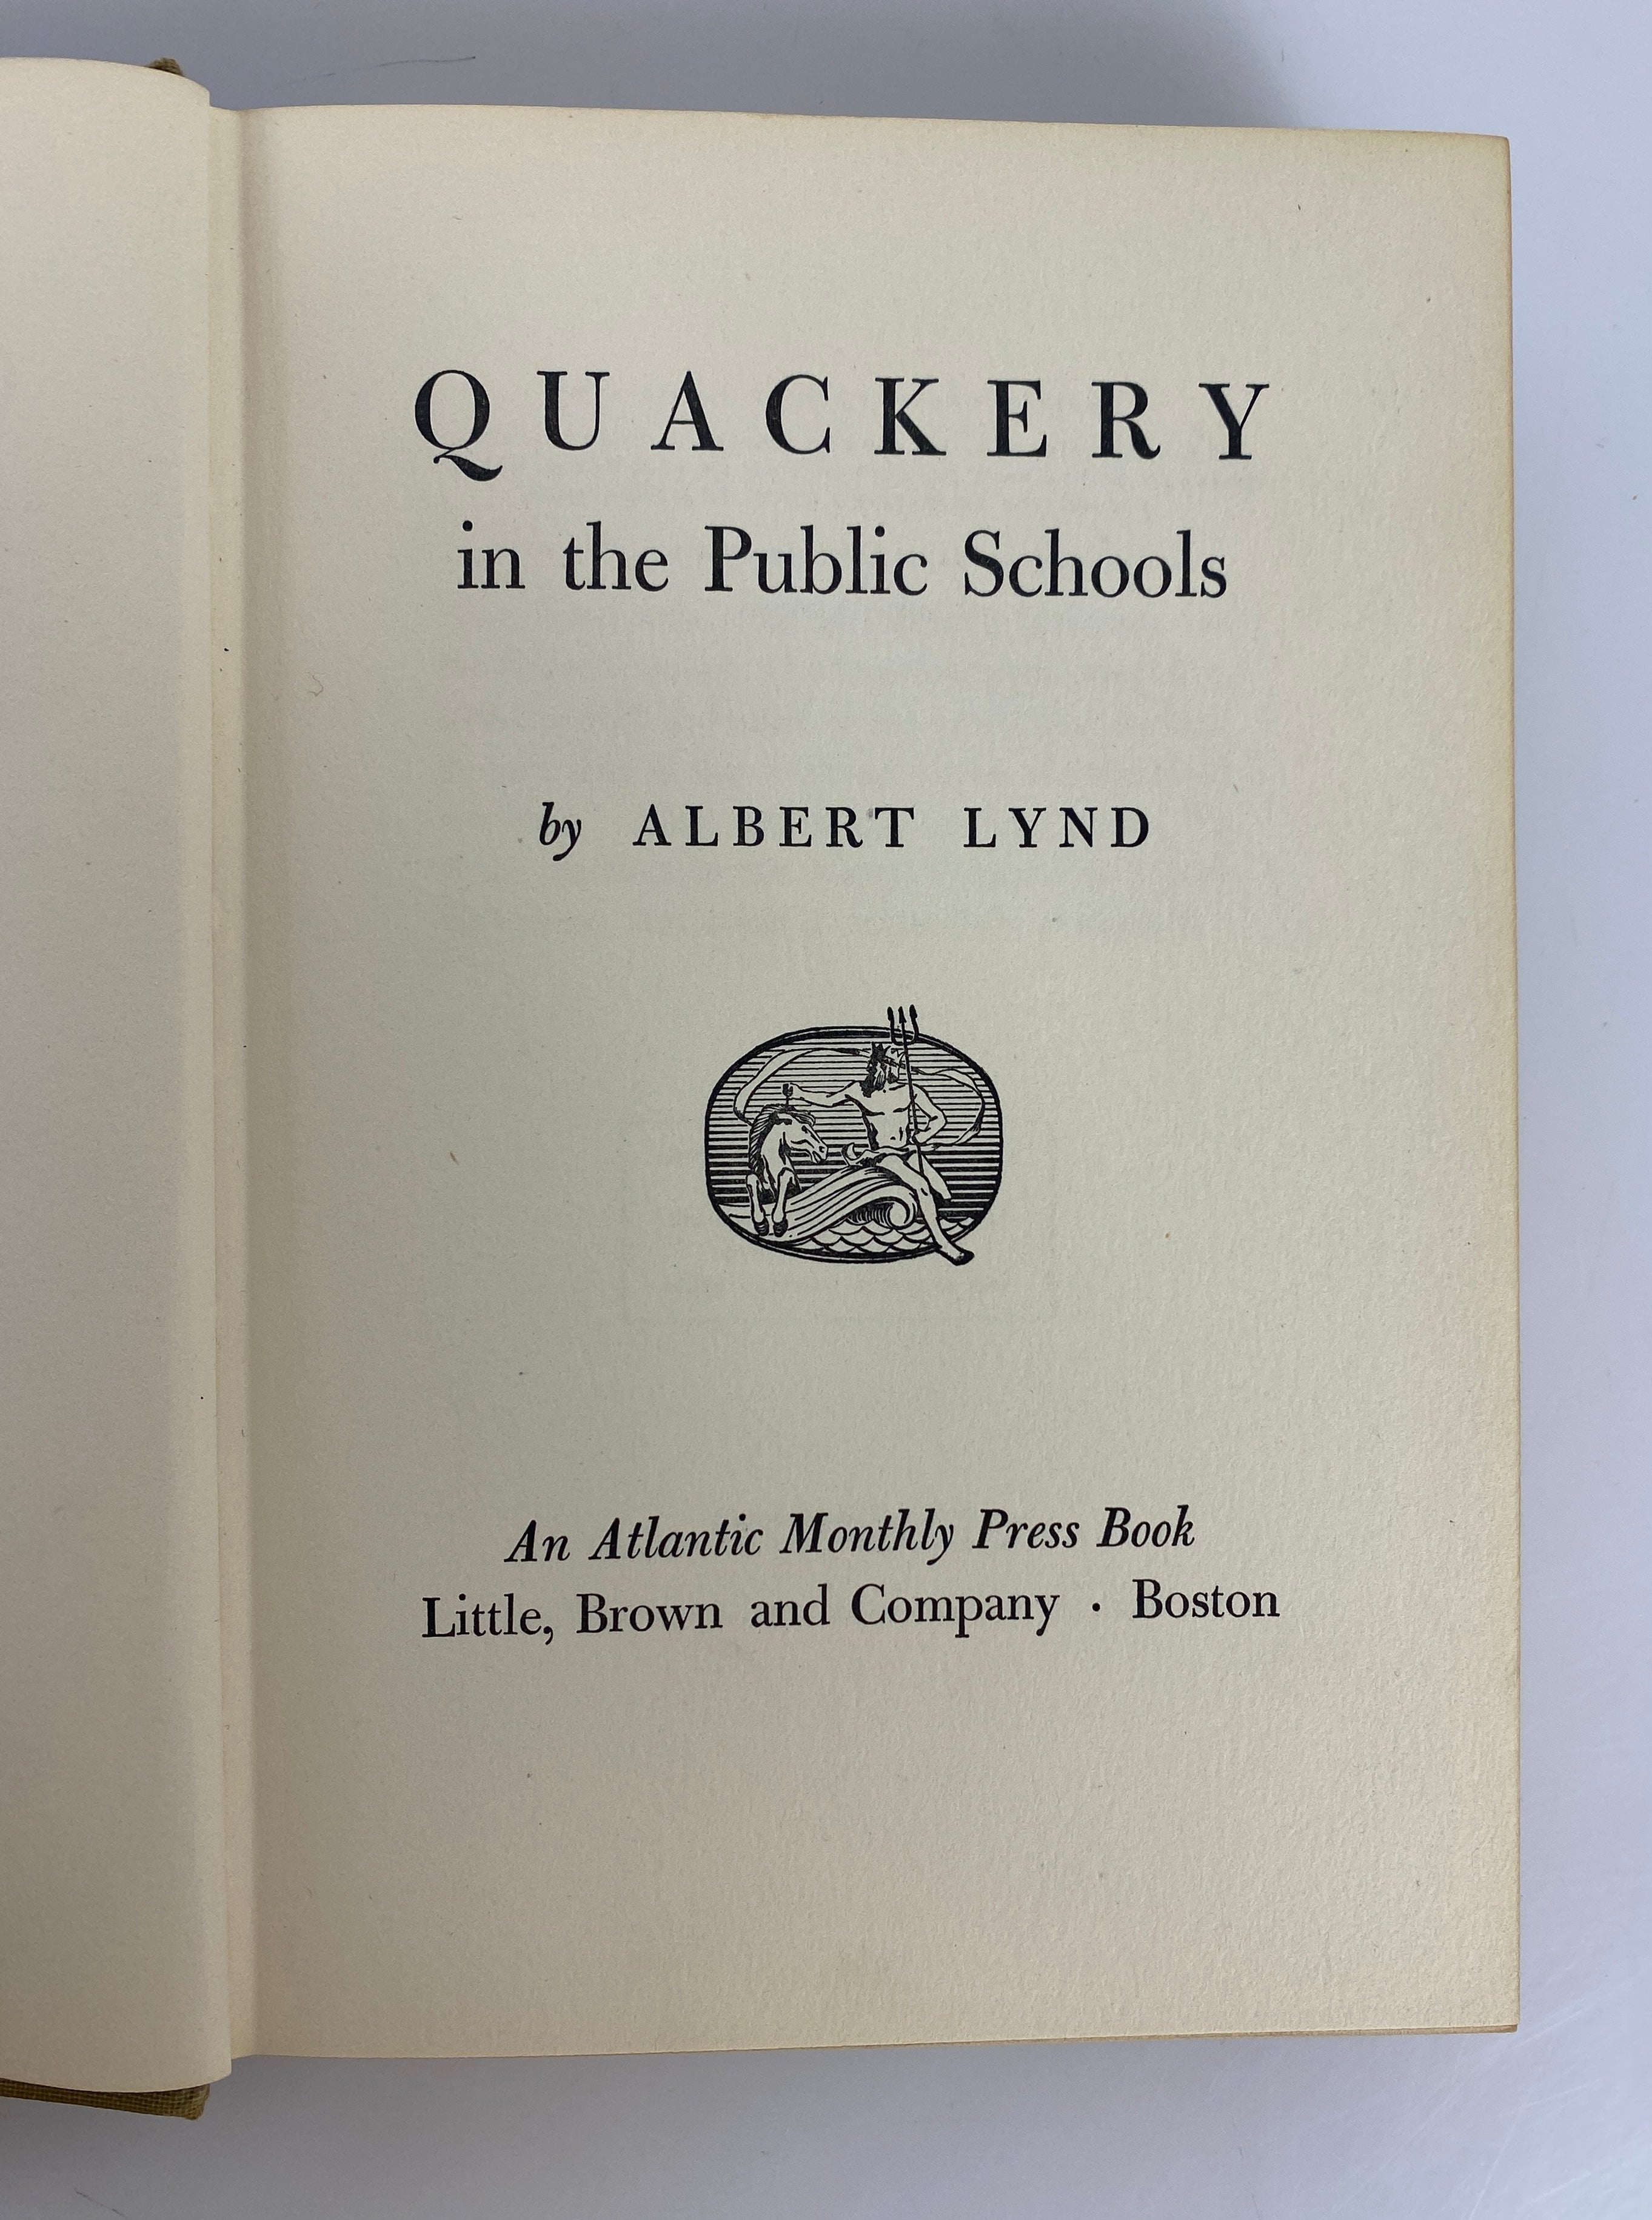 QUACKERY
in the Public Schools
by ALBERT LYND
An Atlantic Monthly Press Book
Little, Brown and Company · Boston